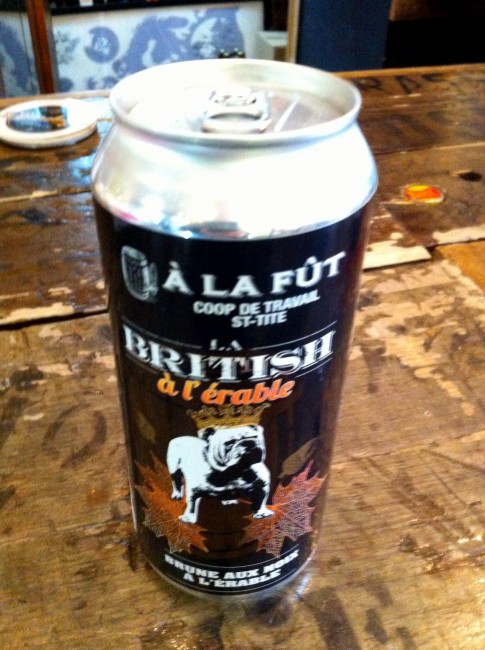 À LA FÛT
COOP DE TRAVAIL
ST-TITE
LA
BRITISH
à l'érable
BRUNE AUX NOIX
À L'ÉRABLE